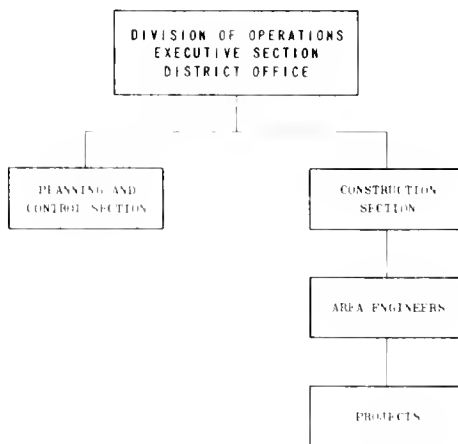 DIVISION OF OPERATIONS
EXECUTIVE SECTION
DISTRICT OFFICE
PLANNING AND
CONTROL SECTION
CONSTRUCTION
SECTION
AREA ENGINEERS
PROJECTS